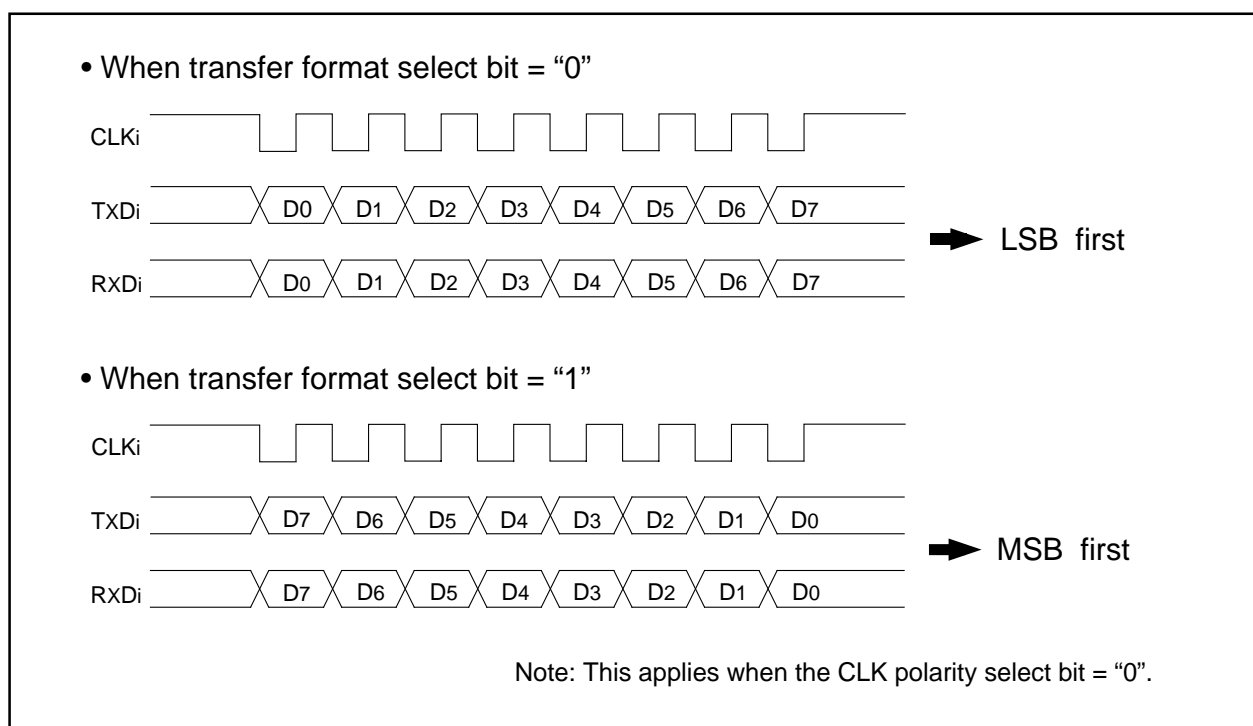 • When transfer format select bit = “0”
CLKi
TXDi D0 D1 D2 D3 D4 D5 D6 D7
RXDi D0 D1 D2 D3 D4 D5 D6 D7
LSB first
• When transfer format select bit = “1”
CLKi
TXDi D7 D6 D5 D4 D3 D2 D1 D0
RXDi D7 D6 D5 D4 D3 D2 D1 D0
MSB first
Note: This applies when the CLK polarity select bit = “0”.